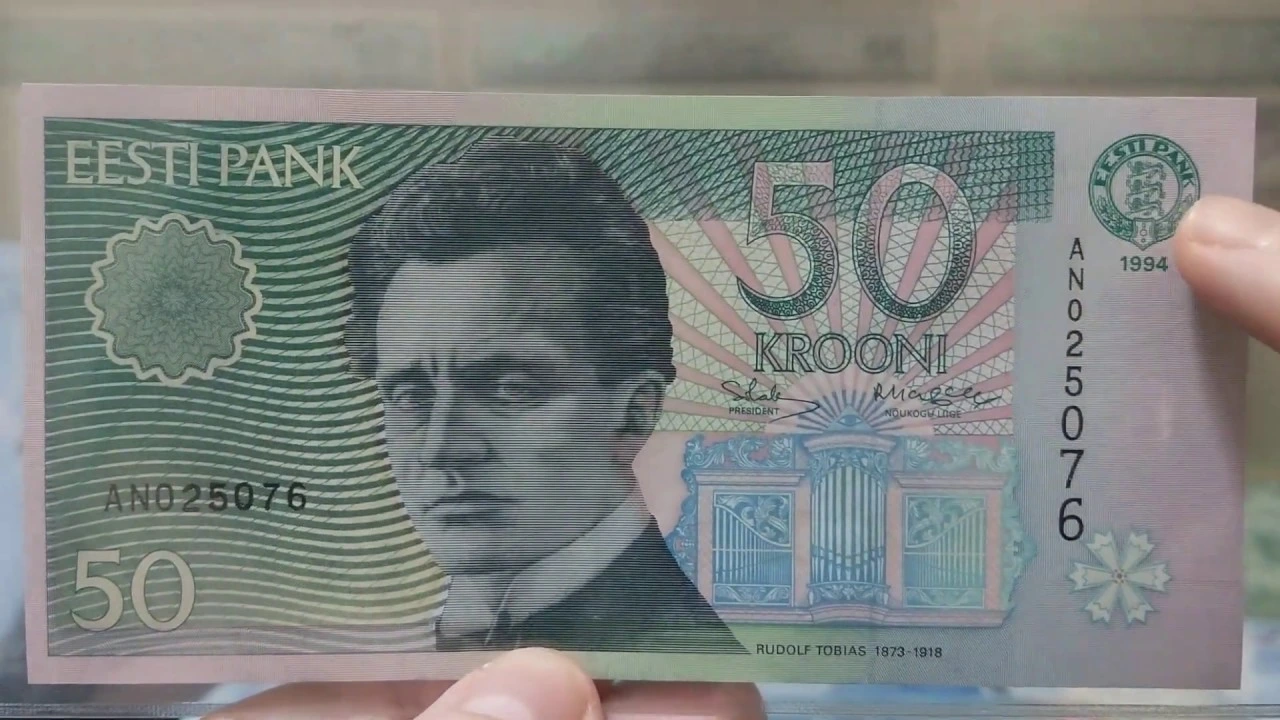 EESTI PANK
50
KROONI
PRESIDENT
NÕUKOGU LIIGE
EESTI PANK
1994
AN025076
AN025076
50
RUDOLF TOBIAS 1873-1918